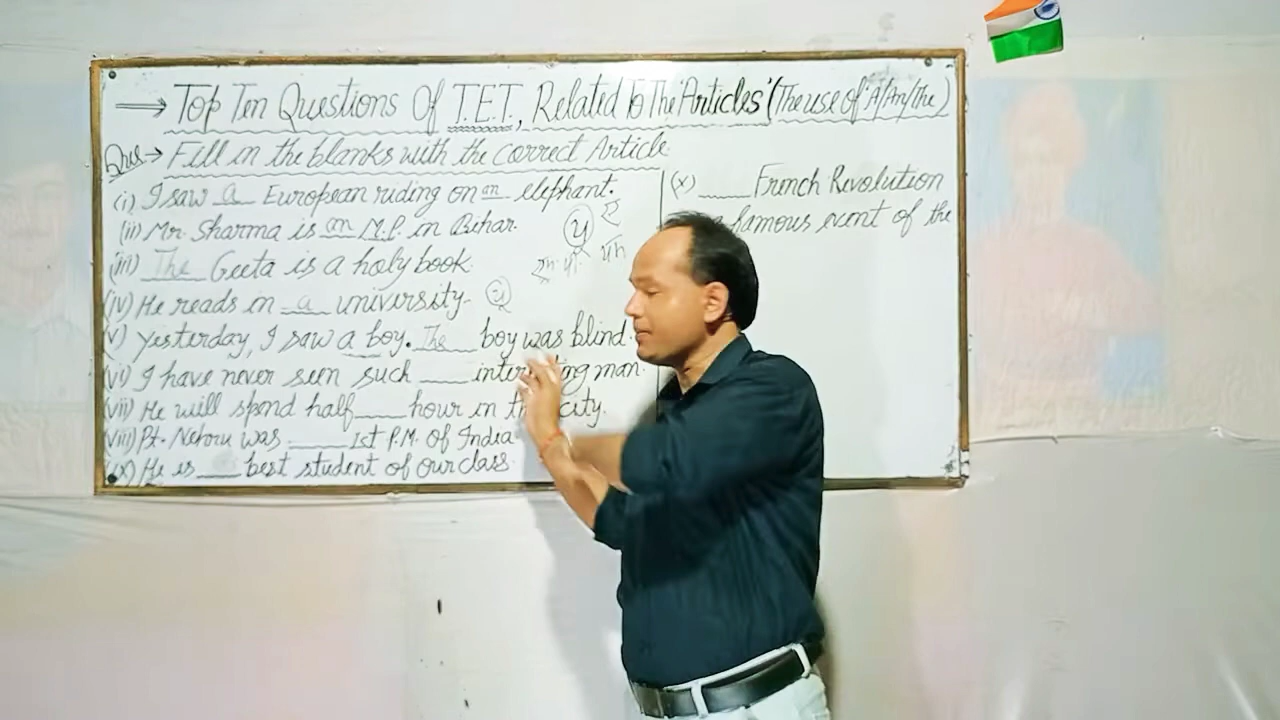 → Top Ten Questions Of T.E.T., Related To The 'Articles' (The use of A/An/The)
Que→ Fill in the blanks with the correct Article
(i) I saw a European riding on an elephant.
(ii) Mr. Sharma is an M.P. in Bihar.
(iii) The Geeta is a holy book.
(iv) He reads in a university.
(v) Yesterday, I saw a boy. The boy was blind.
(vi) I have never seen such ____ man.
(vii) He will spend half ____ hour in city.
(viii) Pt. Nehru was ____ 1st P.M. of India
(ix) He is ____ best student of our class.
(x) ____ French Revolution
famous event of the